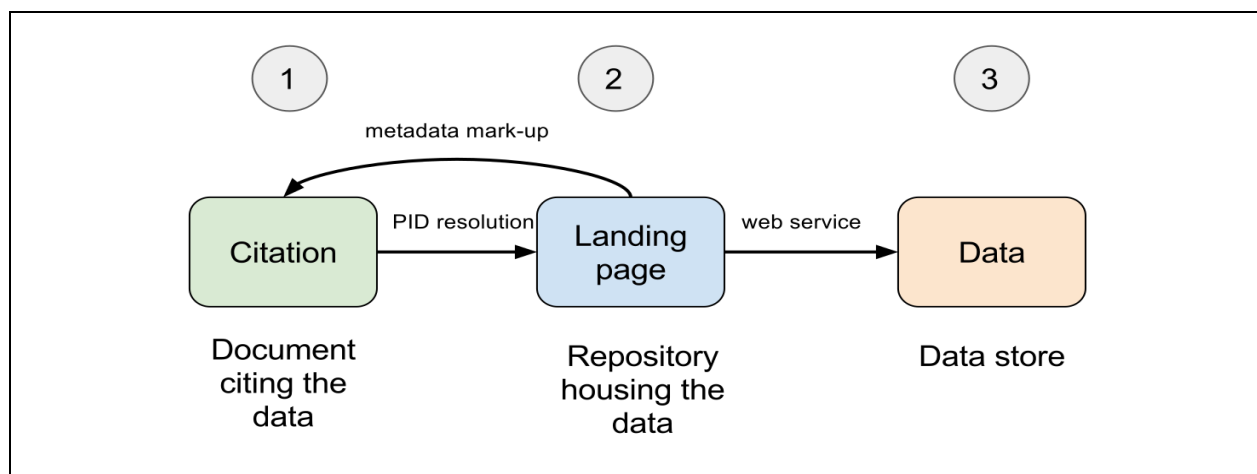 1
2
3
metadata mark-up
PID resolution
web service
Citation
Landing
page
Data
Document
citing the
data
Repository
housing the
data
Data store